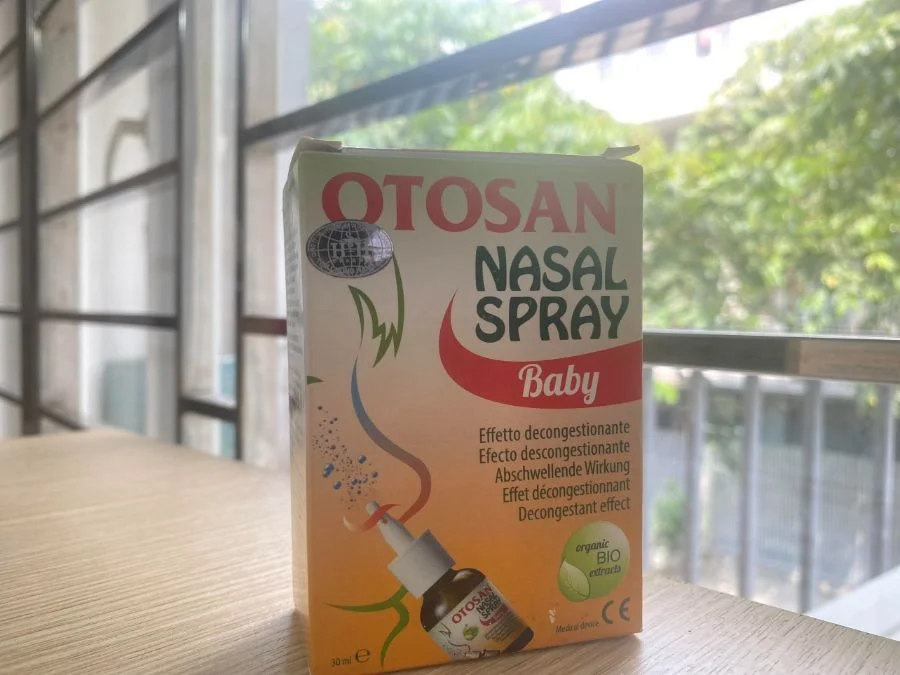 OTOSAN
NASAL
SPRAY
Baby
Effetto decongestionante
Efecto descongestionante
Abschwellende Wirkung
Effet décongestionnant
Decongestant effect
organic
BIO
extracts
OTOSAN
NASAL
SPRAY
Medical device CE
30 ml e